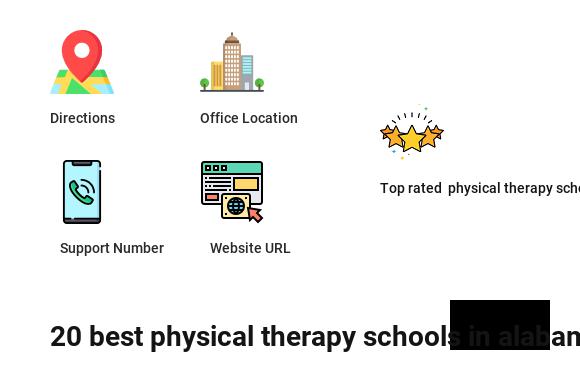 Directions
Office Location
Top rated physical therapy scho
Support Number
Website URL
20 best physical therapy schools in alaban